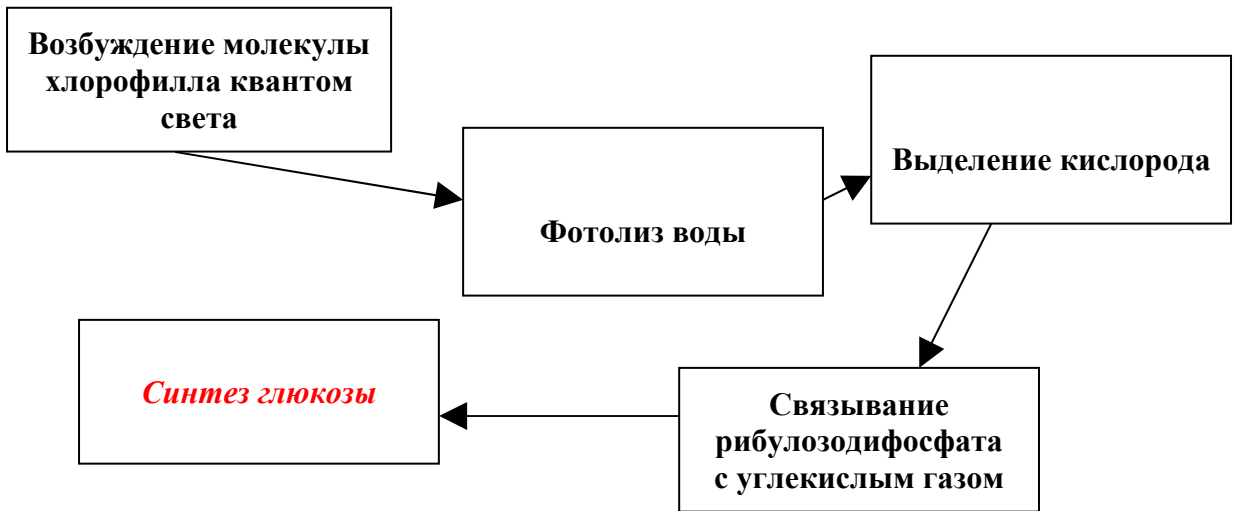 Возбуждение молекулы
хлорофилла квантом
света
Фотолиз воды
Выделение кислорода
Связывание
рибулозодифосфата
с углекислым газом
Синтез глюкозы